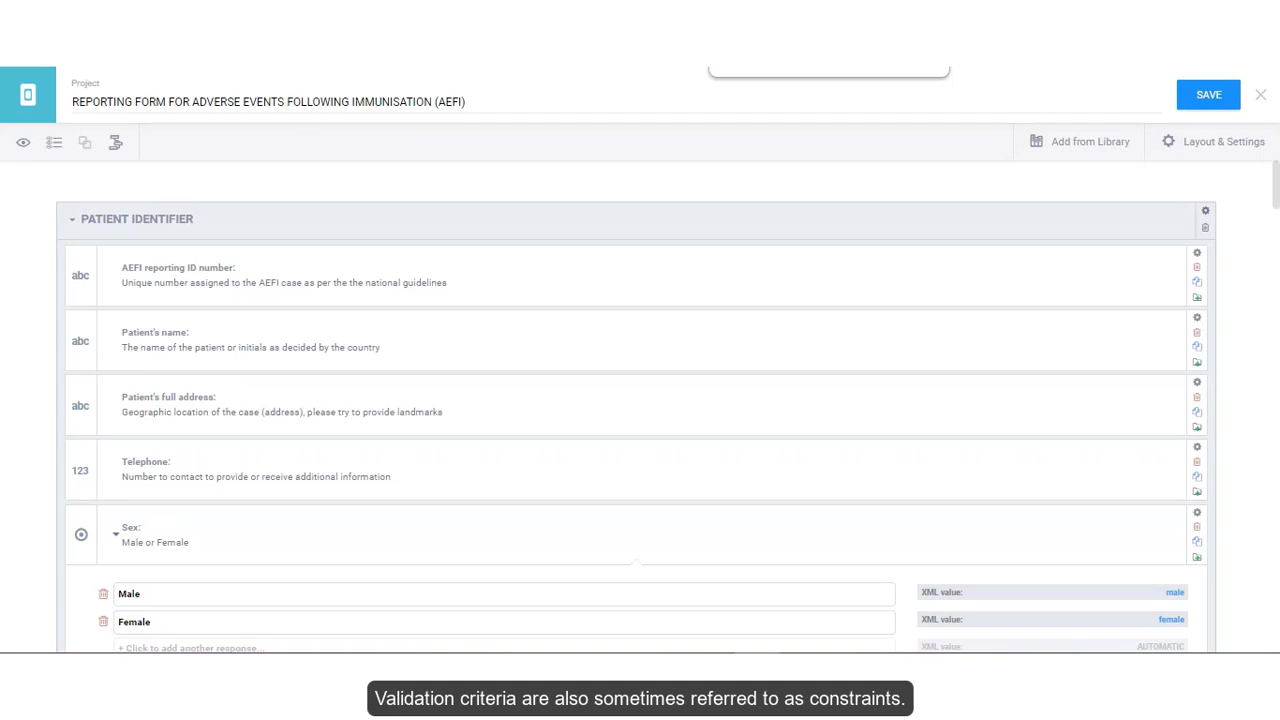 Project
REPORTING FORM FOR ADVERSE EVENTS FOLLOWING IMMUNISATION (AEFI)
SAVE
Add from Library
Layout & Settings
PATIENT IDENTIFIER
abc
AEFI reporting ID number:
Unique number assigned to the AEFI case as per the the national guidelines
abc
Patient's name:
The name of the patient or initials as decided by the country
abc
Patient's full address:
Geographic location of the case (address), please try to provide landmarks
123
Telephone:
Number to contact to provide or receive additional information
Sex:
Male or Female
Male
XML value: male
Female
XML value: female
+ Click to add another response...
XML value: AUTOMATIC
Validation criteria are also sometimes referred to as constraints.